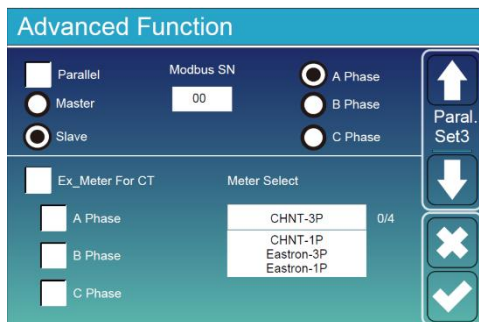 Advanced Function
Parallel
Modbus SN
A Phase
Master
00
B Phase
Slave
C Phase
Paral.
Set3
Ex_Meter For CT
Meter Select
A Phase
CHNT-3P
0/4
CHNT-1P
B Phase
Eastron-3P
Eastron-1P
C Phase